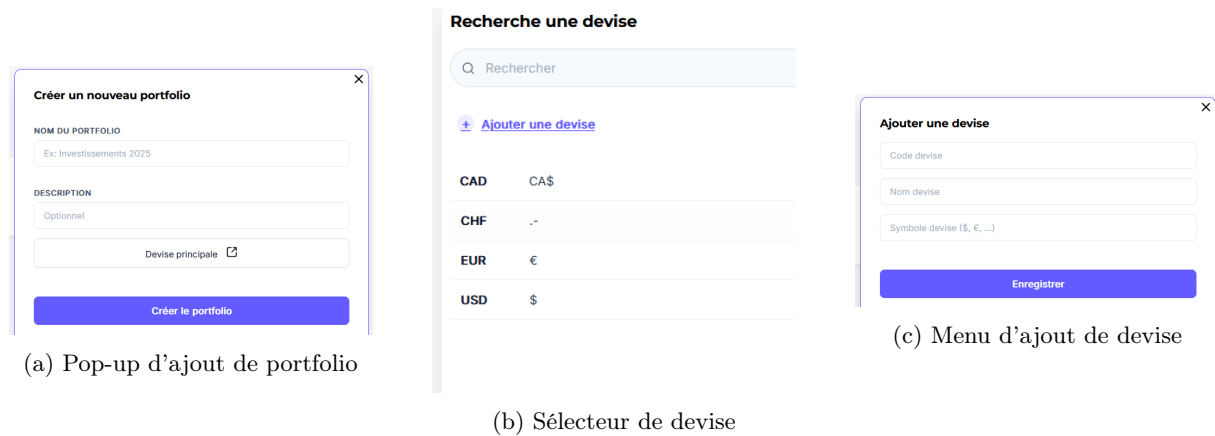 Créer un nouveau portfolio
NOM DU PORTFOLIO
Ex: Investissements 2025
DESCRIPTION
Optionnel
Devise principale
Créer le portfolio
(a) Pop-up d'ajout de portfolio
Recherche une devise
Rechercher
+ Ajouter une devise
CAD CA$
CHF .-
EUR €
USD $
(b) Sélecteur de devise
Ajouter une devise
Code devise
Nom devise
Symbole devise ($, €, ...)
Enregistrer
(c) Menu d'ajout de devise